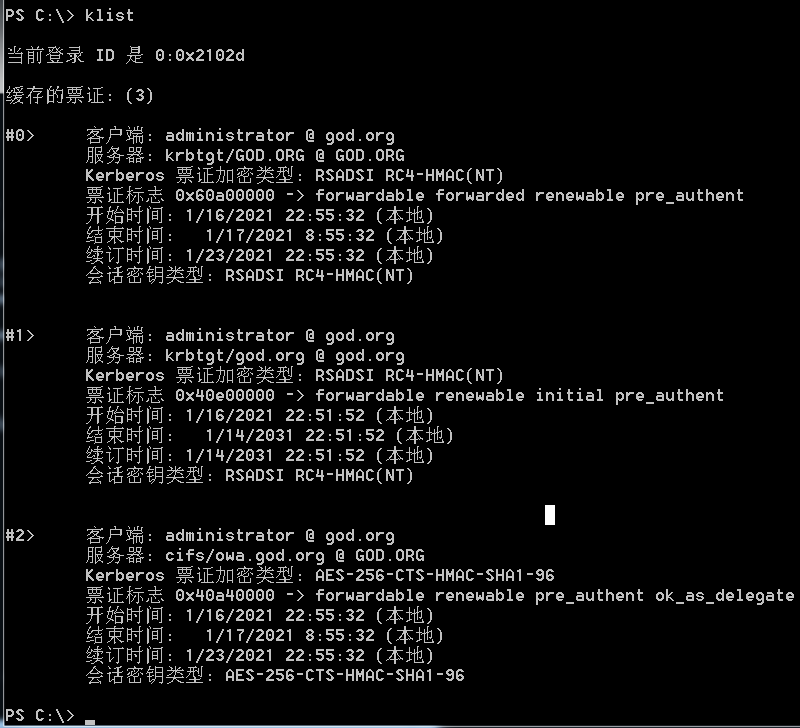 PS C:\> klist
当前登录 ID 是 0:0x2102d
缓存的票证: (3)
#0> 客户端: administrator @ god.org
服务器: krbtgt/GOD.ORG @ GOD.ORG
Kerberos 票证加密类型: RSADSI RC4-HMAC(NT)
票证标志 0x60a00000 -> forwardable forwarded renewable pre_authent
开始时间: 1/16/2021 22:55:32 (本地)
结束时间: 1/17/2021 8:55:32 (本地)
续订时间: 1/23/2021 22:55:32 (本地)
会话密钥类型: RSADSI RC4-HMAC(NT)
#1> 客户端: administrator @ god.org
服务器: krbtgt/god.org @ god.org
Kerberos 票证加密类型: RSADSI RC4-HMAC(NT)
票证标志 0x40e00000 -> forwardable renewable initial pre_authent
开始时间: 1/16/2021 22:51:52 (本地)
结束时间: 1/14/2031 22:51:52 (本地)
续订时间: 1/14/2031 22:51:52 (本地)
会话密钥类型: RSADSI RC4-HMAC(NT)
#2> 客户端: administrator @ god.org
服务器: cifs/owa.god.org @ GOD.ORG
Kerberos 票证加密类型: AES-256-CTS-HMAC-SHA1-96
票证标志 0x40a40000 -> forwardable renewable pre_authent ok_as_delegate
开始时间: 1/16/2021 22:55:32 (本地)
结束时间: 1/17/2021 8:55:32 (本地)
续订时间: 1/23/2021 22:55:32 (本地)
会话密钥类型: AES-256-CTS-HMAC-SHA1-96
PS C:\> _